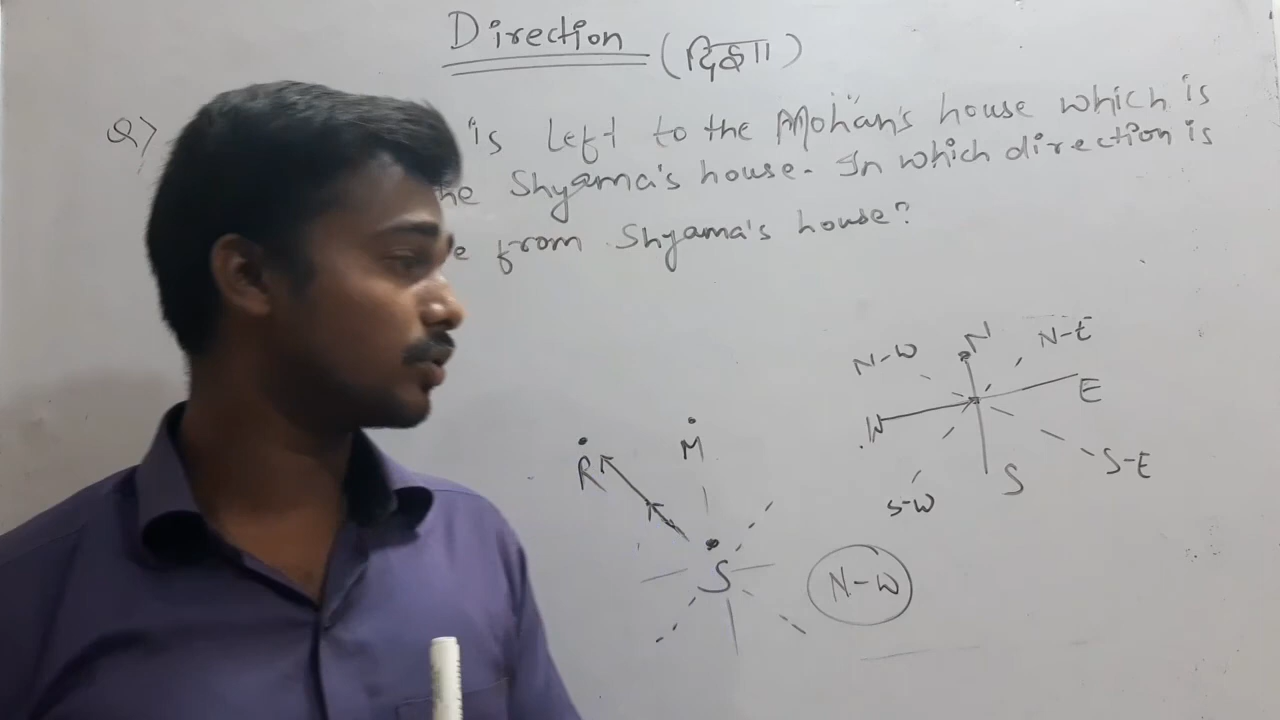 Direction (दिशा)
Q) is left to the Mohan's house which is
he Shyama's house. In which direction is
e from Shyama's house?
N
N-W N-E
E
W
S-E
S-W S
R M
S
N-W